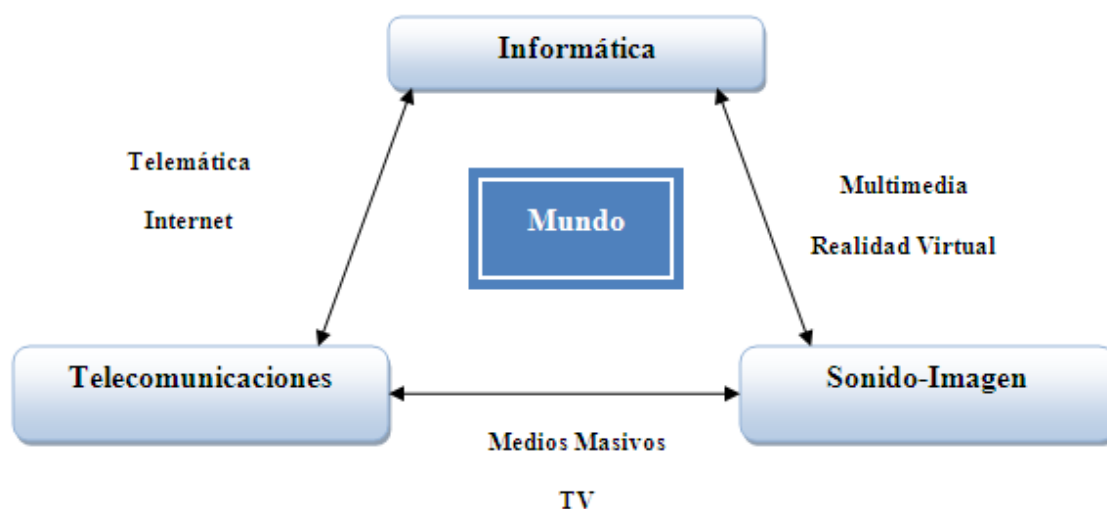 Informática
Telemática
Internet
Mundo
Multimedia
Realidad Virtual
Telecomunicaciones
Sonido-Imagen
Medios Masivos
TV